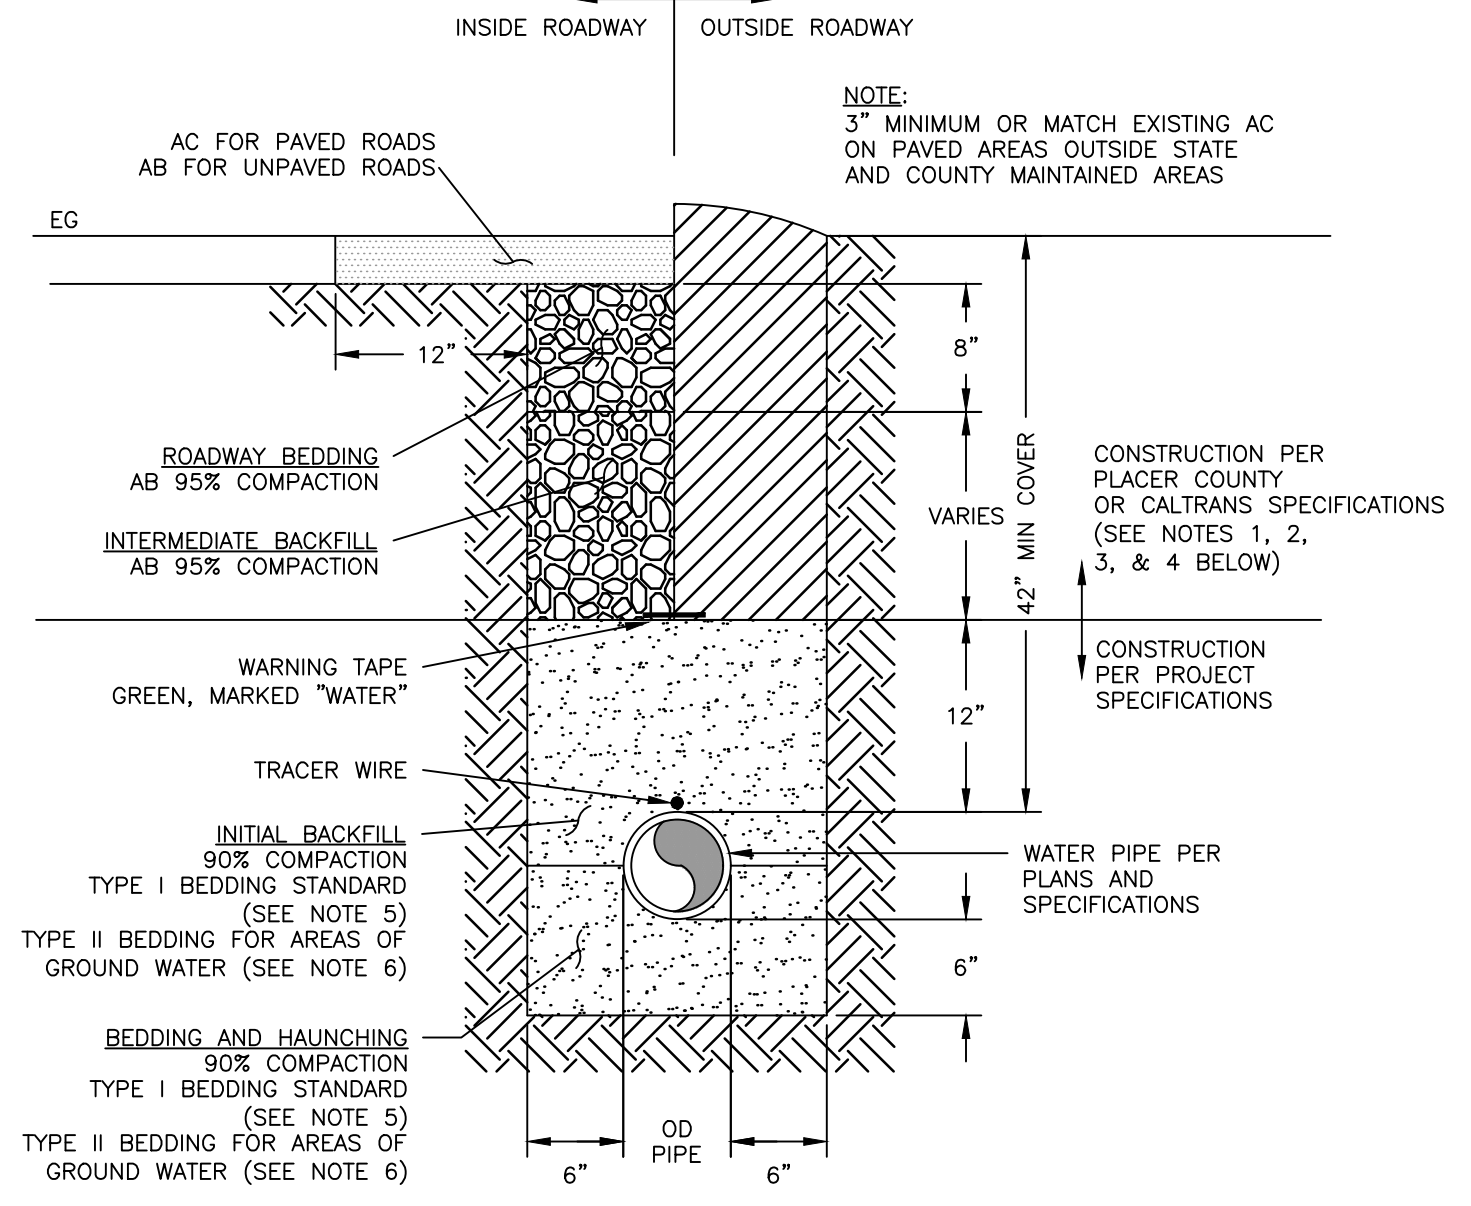 INSIDE ROADWAY
OUTSIDE ROADWAY
NOTE:
3" MINIMUM OR MATCH EXISTING AC
ON PAVED AREAS OUTSIDE STATE
AND COUNTY MAINTAINED AREAS
AC FOR PAVED ROADS
AB FOR UNPAVED ROADS
EG
12"
8"
ROADWAY BEDDING
AB 95% COMPACTION
INTERMEDIATE BACKFILL
AB 95% COMPACTION
VARIES
42" MIN COVER
CONSTRUCTION PER
PLACER COUNTY
OR CALTRANS SPECIFICATIONS
(SEE NOTES 1, 2,
3, & 4 BELOW)
WARNING TAPE
GREEN, MARKED "WATER"
12"
CONSTRUCTION
PER PROJECT
SPECIFICATIONS
TRACER WIRE
INITIAL BACKFILL
90% COMPACTION
TYPE I BEDDING STANDARD
(SEE NOTE 5)
TYPE II BEDDING FOR AREAS OF
GROUND WATER (SEE NOTE 6)
WATER PIPE PER
PLANS AND
SPECIFICATIONS
6"
BEDDING AND HAUNCHING
90% COMPACTION
TYPE I BEDDING STANDARD
(SEE NOTE 5)
TYPE II BEDDING FOR AREAS OF
GROUND WATER (SEE NOTE 6)
6"
OD
PIPE
6"